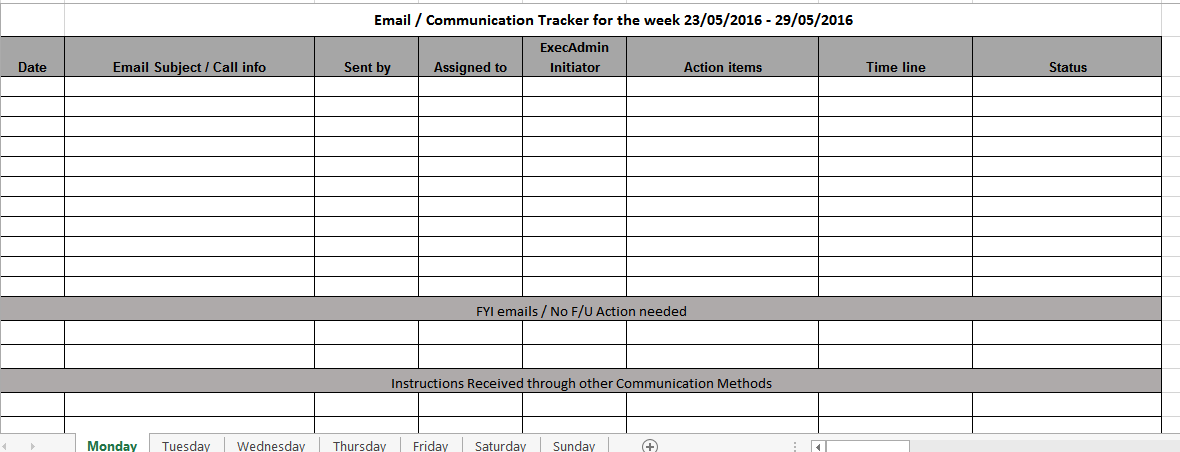 Email / Communication Tracker for the week 23/05/2016 - 29/05/2016
ExecAdmin
Date Email Subject / Call info Sent by Assigned to Initiator Action items Time line Status
FYI emails / No F/U Action needed
Instructions Received through other Communication Methods
Monday Tuesday Wednesday Thursday Friday Saturday Sunday